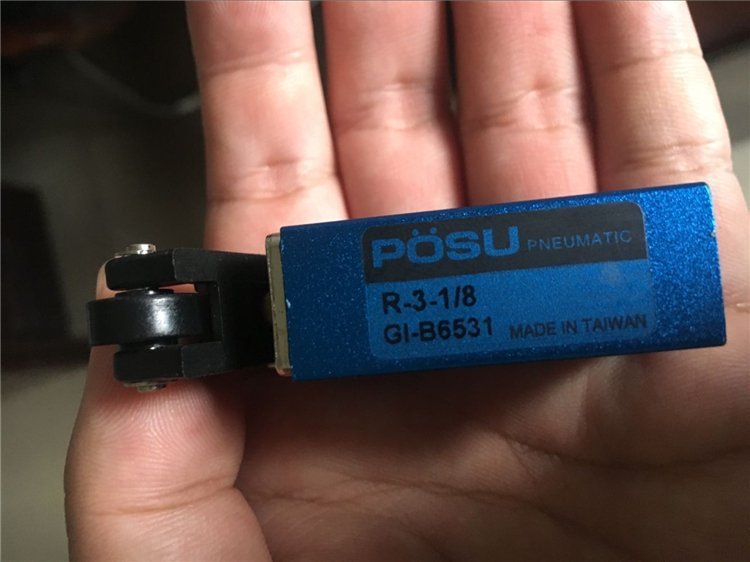 PÖSU PNEUMATIC
R-3-1/8
GI-B6531 MADE IN TAIWAN